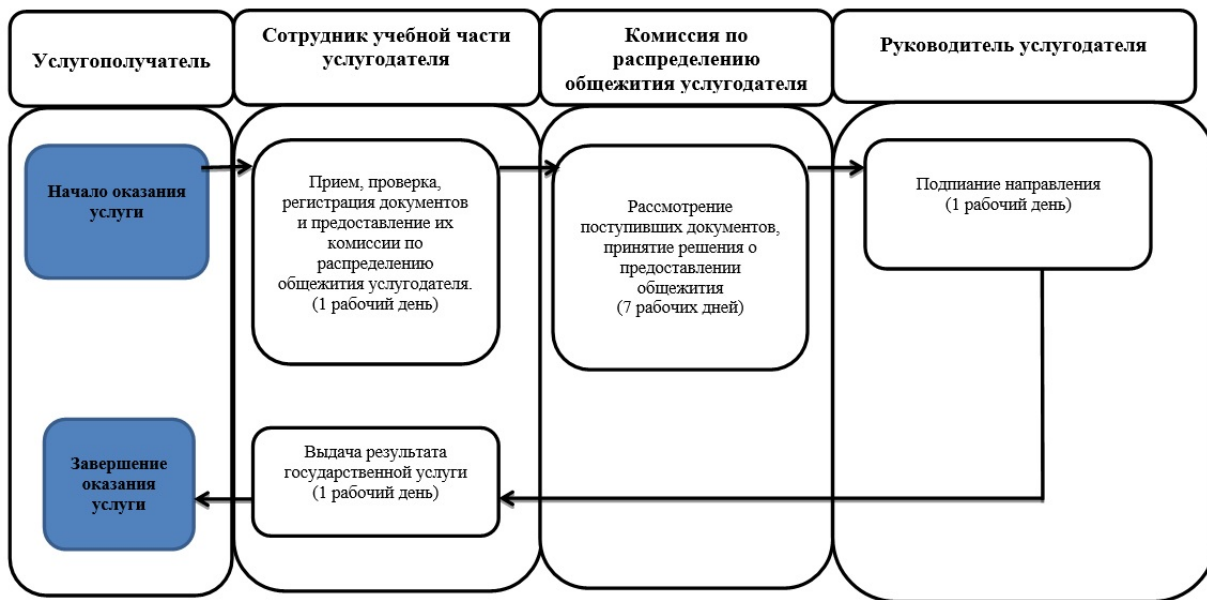 Услугополучатель
Сотрудник учебной части
услугодателя
Комиссия по
распределению
общежития услугодателя
Руководитель услугодателя
Начало оказания
услуги
Прием, проверка,
регистрация документов
и предоставление их
комиссии по
распределению
общежития услугодателя.
(1 рабочий день)
Рассмотрение
поступивших документов,
принятие решения о
предоставлении
общежития
(7 рабочих дней)
Подпиание направления
(1 рабочий день)
Завершение
оказания
услуги
Выдача результата
государственной услуги
(1 рабочий день)